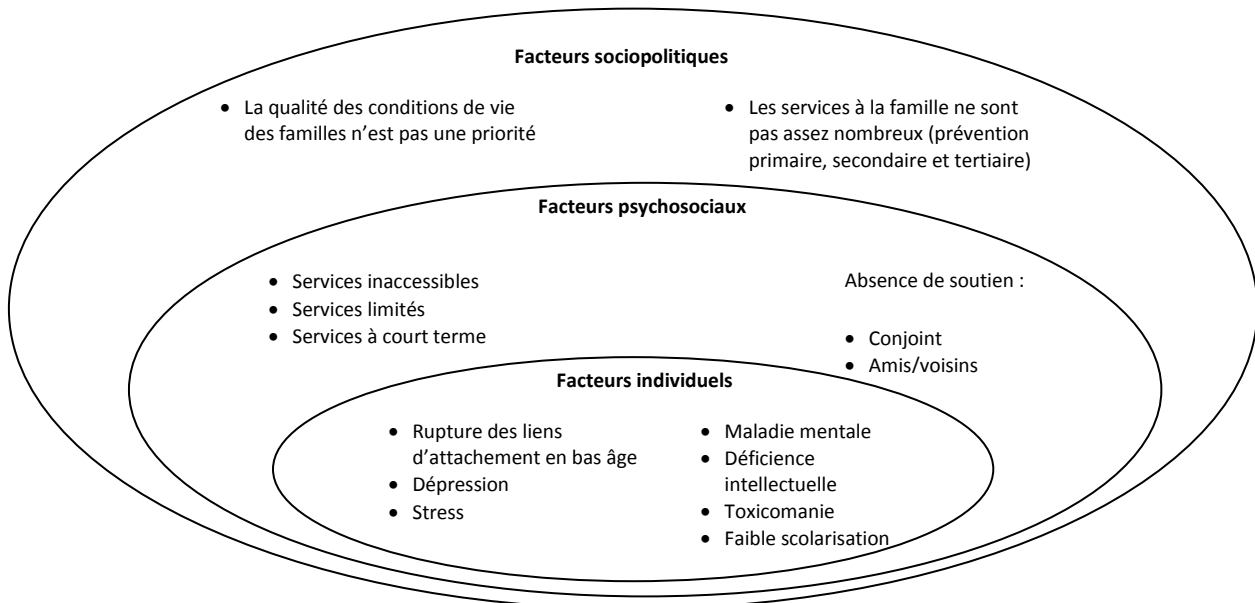 Facteurs sociopolitiques
• La qualité des conditions de vie
des familles n’est pas une priorité
• Les services à la famille ne sont
pas assez nombreux (prévention
primaire, secondaire et tertiaire)
Facteurs psychosociaux
• Services inaccessibles
• Services limités
• Services à court terme
Absence de soutien :
• Conjoint
• Amis/voisins
Facteurs individuels
• Rupture des liens
d’attachement en bas âge
• Dépression
• Stress
• Maladie mentale
• Déficience
intellectuelle
• Toxicomanie
• Faible scolarisation